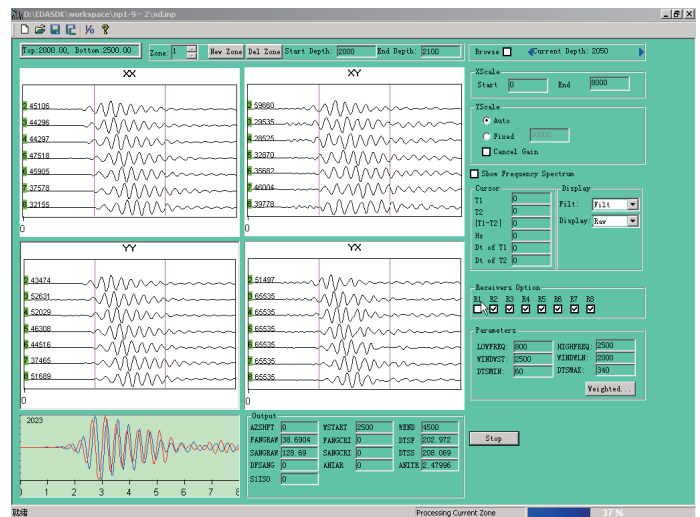 D:\EDASDK\workspace\np1-9-2\xd.inp
Top:2000.00, Bottom:2500.00
Zone: 1
New Zone
Del Zone
Start Depth: 2000
End Depth: 2100
Browse
Current Depth: 2050
XX
2 45106
3 44296
4 44297
5 47518
6 45905
7 37578
8 32155
0
XY
2 59660
3 29535
4 28525
5 32870
6 35682
7 46004
8 39778
0
YY
2 43474
3 52631
4 52029
5 46308
6 44516
7 37465
8 51689
0
YX
2 51497
3 65535
4 65535
5 65535
6 65535
7 65535
8 65535
0
XScale
Start 0
End 8000
YScale
Auto
Fixed 10000
Cancel Gain
Show Frequency Spectrum
Cursor
T1 0
T2 0
|T1-T2| 0
Hz 0
Dt of T1 0
Dt of T2 0
Display
Filt: Filt
Display: Raw
Receivers Option
R1 R2 R3 R4 R5 R6 R7 R8
Parameters
LOWFREQ: 800
HIGHFREQ: 2500
WINDWST: 2500
WINDWLN: 2000
DTSMIN: 60
DTSMAX: 340
Weighted...
Stop
2023
0 1 2 3 4 5 6 7 8
Output
AZSHFT 0 WSTART 2500 WEND 4500
FANGRAW 38.6904 FANGCRI 0 DTSF 202.972
SANGRAW 128.69 SANGCRI 0 DTSS 208.069
DFSANG 0 ANIAR 0 ANITR 2.47996
S1TSO 0
就绪
Processing Current Zone
37 %